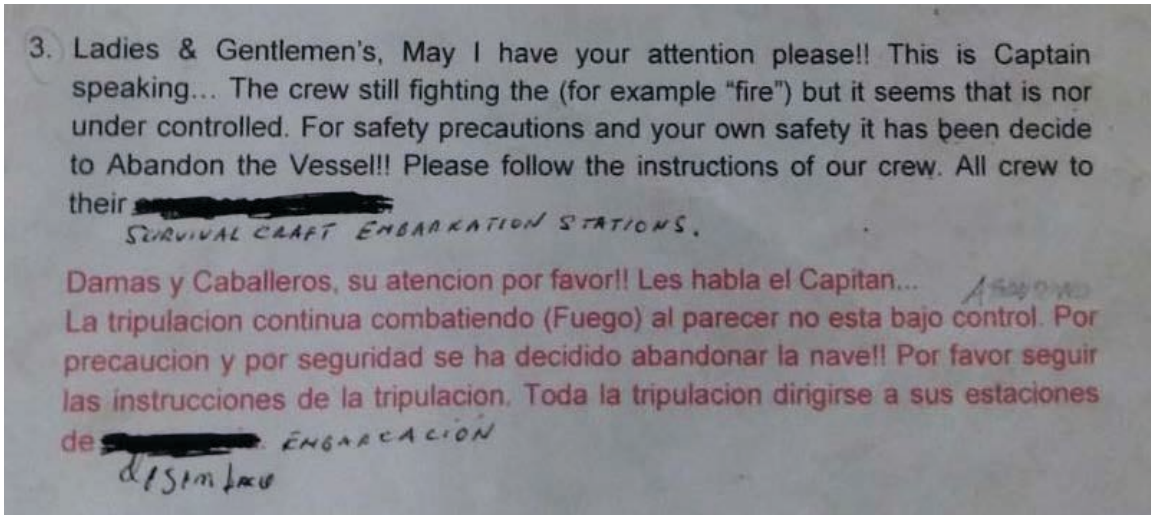 3. Ladies & Gentlemen's, May I have your attention please!! This is Captain
speaking... The crew still fighting the (for example "fire") but it seems that is nor
under controlled. For safety precautions and your own safety it has been decide
to Abandon the Vessel!! Please follow the instructions of our crew. All crew to
their
SURVIVAL CRAFT EMBARKATION STATIONS.
Damas y Caballeros, su atencion por favor!! Les habla el Capitan...
La tripulacion continua combatiendo (Fuego) al parecer no esta bajo control. Por
precaucion y por seguridad se ha decidido abandonar la nave!! Por favor seguir
las instrucciones de la tripulacion. Toda la tripulacion dirigirse a sus estaciones
de EMBARCACION